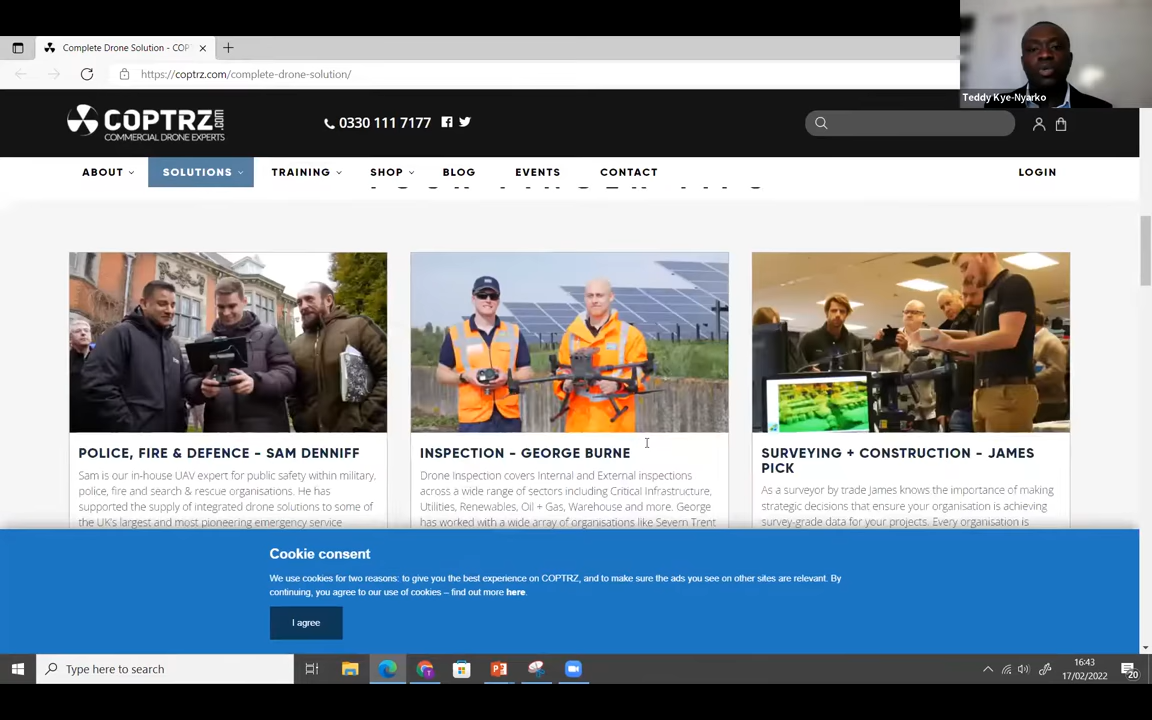 Complete Drone Solution - COP
https://coptrz.com/complete-drone-solution/
Teddy Kye-Nyarko
COPTRZ.com
COMMERCIAL DRONE EXPERTS
0330 111 7177
ABOUT SOLUTIONS TRAINING SHOP BLOG EVENTS CONTACT LOGIN
POLICE, FIRE & DEFENCE - SAM DENNIFF
Sam is our in-house UAV expert for public safety within military,
police, fire and search & rescue organisations. He has
supported the supply of integrated drone solutions to some of
the UK's largest and most pioneering emergency service
INSPECTION - GEORGE BURNE
Drone Inspection covers Internal and External inspections
across a wide range of sectors including Critical Infrastructure,
Utilities, Renewables, Oil + Gas, Warehouse and more. George
has worked with a wide array of organisations like Severn Trent
SURVEYING + CONSTRUCTION - JAMES
PICK
As a surveyor by trade James knows the importance of making
strategic decisions that ensure your organisation is achieving
survey-grade data for your projects. Every organisation is
Cookie consent
We use cookies for two reasons: to give you the best experience on COPTRZ, and to make sure the ads you see on other sites are relevant. By
continuing, you agree to our use of cookies – find out more here.
I agree
Type here to search
16:43
17/02/2022
20